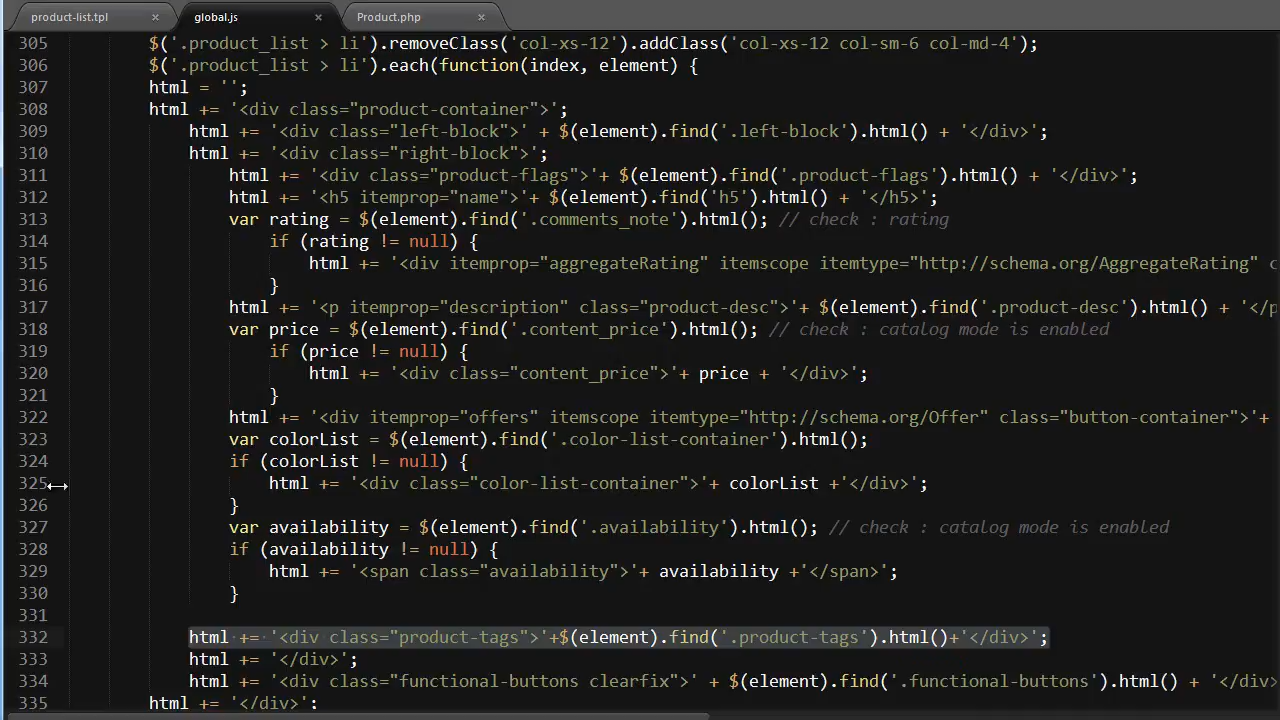 product-list.tpl × global.js × Product.php ×
305 $('.product_list > li').removeClass('col-xs-12').addClass('col-xs-12 col-sm-6 col-md-4');
306 $('.product_list > li').each(function(index, element) {
307 html = '';
308 html += '<div class="product-container">';
309 html += '<div class="left-block">' + $(element).find('.left-block').html() + '</div>';
310 html += '<div class="right-block">';
311 html += '<div class="product-flags">'+ $(element).find('.product-flags').html() + '</div>';
312 html += '<h5 itemprop="name">'+ $(element).find('h5').html() + '</h5>';
313 var rating = $(element).find('.comments_note').html(); // check : rating
314 if (rating != null) {
315 html += '<div itemprop="aggregateRating" itemscope itemtype="http://schema.org/AggregateRating" c
316 }
317 html += '<p itemprop="description" class="product-desc">'+ $(element).find('.product-desc').html() + '</p
318 var price = $(element).find('.content_price').html(); // check : catalog mode is enabled
319 if (price != null) {
320 html += '<div class="content_price">'+ price + '</div>';
321 }
322 html += '<div itemprop="offers" itemscope itemtype="http://schema.org/Offer" class="button-container">'+
323 var colorList = $(element).find('.color-list-container').html();
324 if (colorList != null) {
325 html += '<div class="color-list-container">'+ colorList +'</div>';
326 }
327 var availability = $(element).find('.availability').html(); // check : catalog mode is enabled
328 if (availability != null) {
329 html += '<span class="availability">'+ availability +'</span>';
330 }
331
332 html += '<div class="product-tags">'+$(element).find('.product-tags').html()+'</div>';
333 html += '</div>';
334 html += '<div class="functional-buttons clearfix">' + $(element).find('.functional-buttons').html() + '</div>
335 html += '</div>';